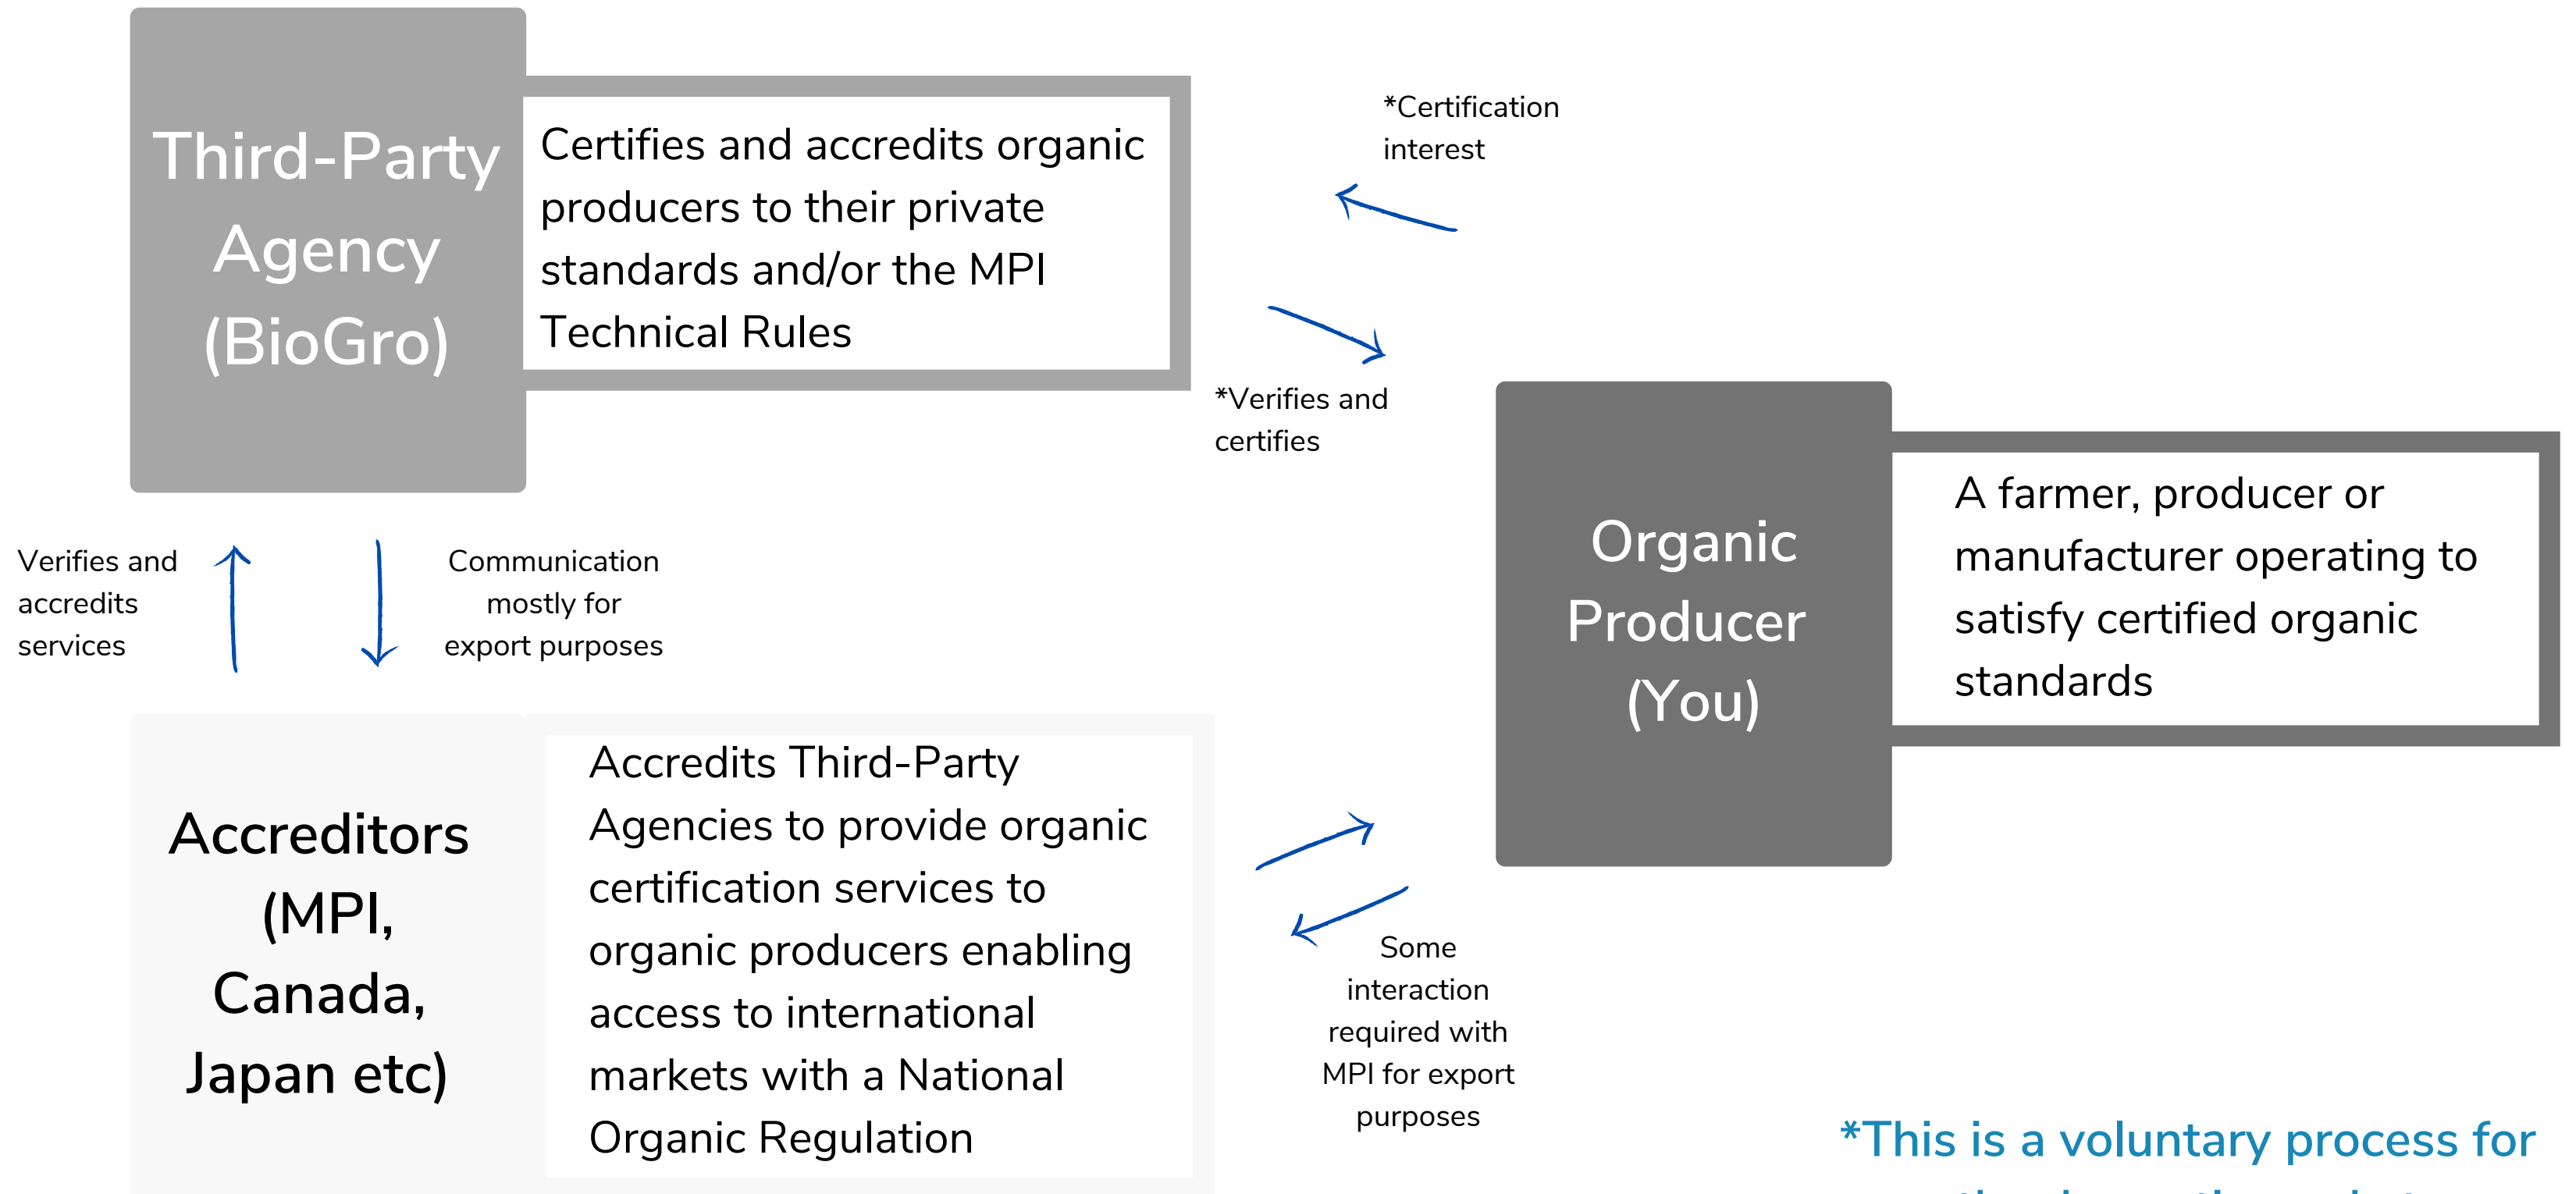 Third-Party
Agency
(BioGro)
Certifies and accredits organic
producers to their private
standards and/or the MPI
Technical Rules
*Certification
interest
*Verifies and
certifies
Organic
Producer
(You)
A farmer, producer or
manufacturer operating to
satisfy certified organic
standards
Verifies and
accredits
services
Communication
mostly for
export purposes
Accreditors
(MPI,
Canada,
Japan etc)
Accredits Third-Party
Agencies to provide organic
certification services to
organic producers enabling
access to international
markets with a National
Organic Regulation
Some
interaction
required with
MPI for export
purposes
*This is a voluntary process for